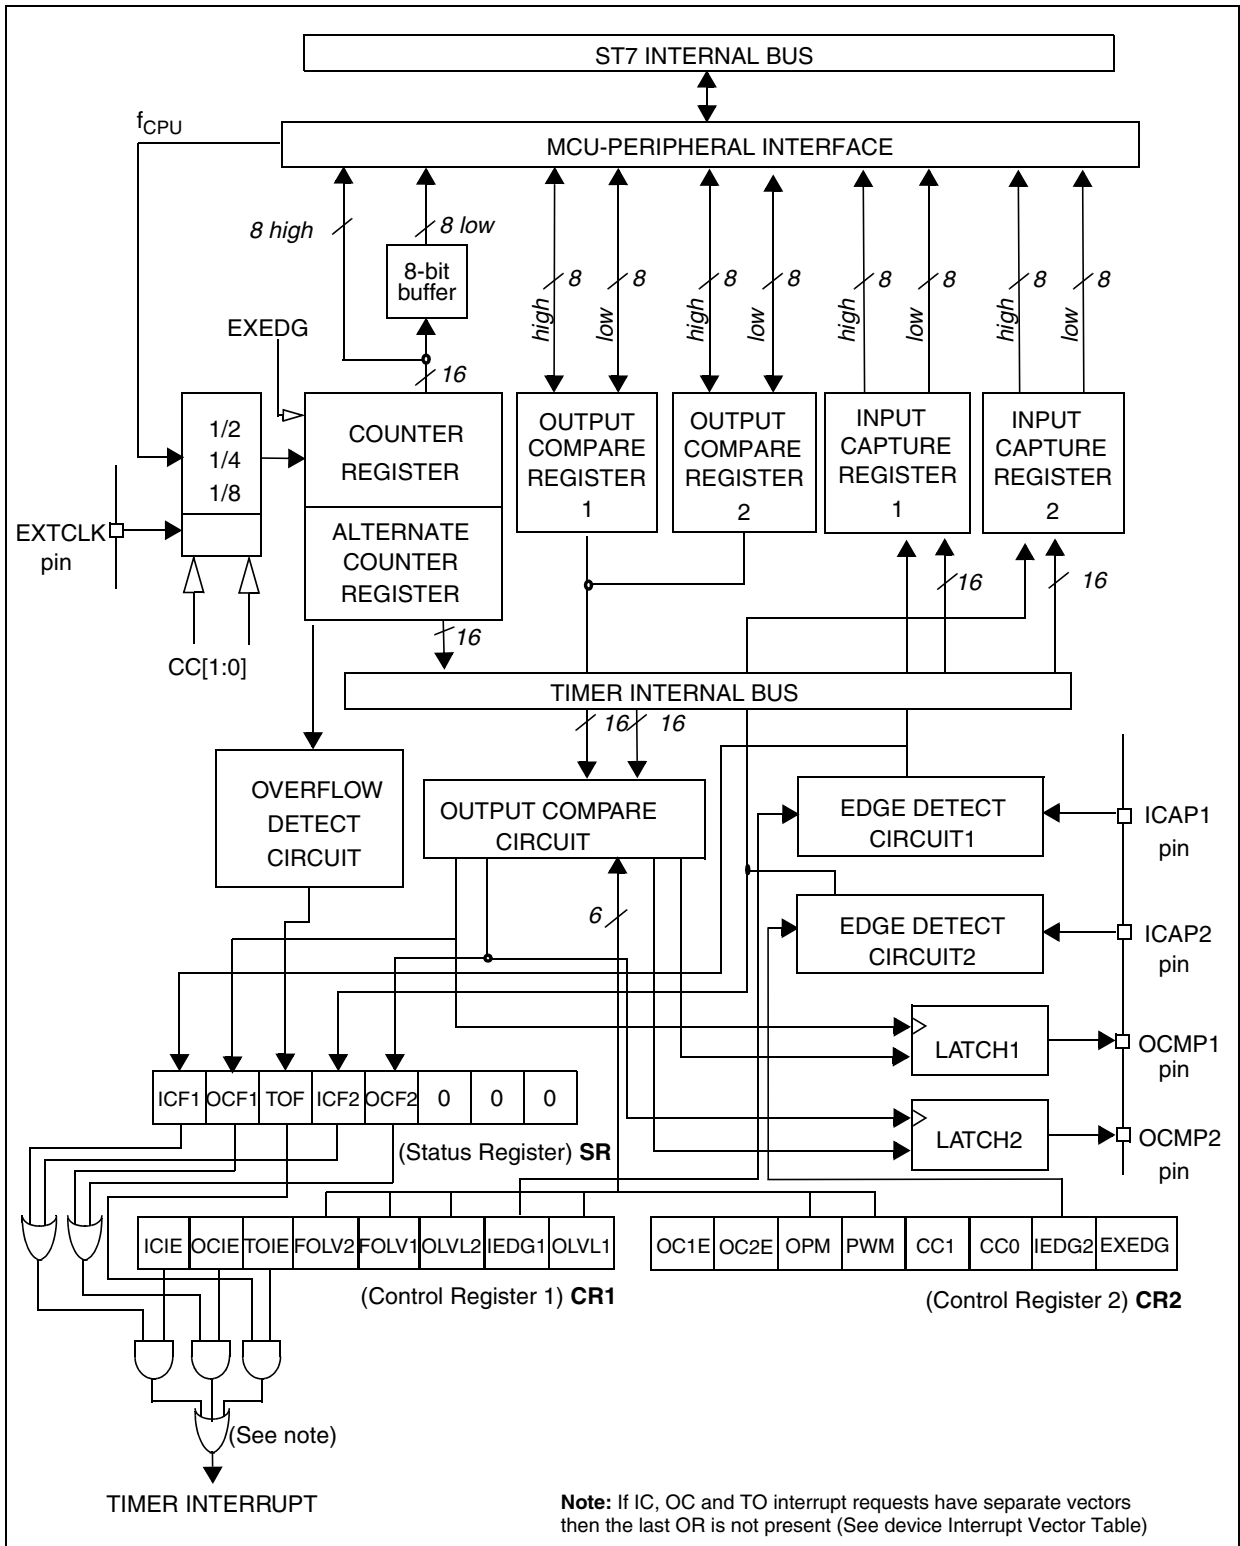 ST7 INTERNAL BUS
fCPU
MCU-PERIPHERAL INTERFACE
8 high
8 low
8-bit
buffer
8
8
8
8
8
8
8
8
high
low
high
low
high
low
high
low
EXEDG
16
1/2
1/4
1/8
COUNTER
REGISTER
ALTERNATE
COUNTER
REGISTER
OUTPUT
COMPARE
REGISTER
1
OUTPUT
COMPARE
REGISTER
2
INPUT
CAPTURE
REGISTER
1
INPUT
CAPTURE
REGISTER
2
EXTCLK
pin
16
16
16
CC[1:0]
TIMER INTERNAL BUS
16
16
OVERFLOW
DETECT
CIRCUIT
OUTPUT COMPARE
CIRCUIT
EDGE DETECT
CIRCUIT1
ICAP1
pin
6
EDGE DETECT
CIRCUIT2
ICAP2
pin
LATCH1
OCMP1
pin
ICF1 OCF1 TOF ICF2 OCF2 0 0 0
LATCH2
OCMP2
pin
(Status Register) SR
ICIE OCIE TOIE FOLV2 FOLV1 OLVL2 IEDG1 OLVL1
OC1E OC2E OPM PWM CC1 CC0 IEDG2 EXEDG
(Control Register 1) CR1
(Control Register 2) CR2
(See note)
TIMER INTERRUPT
Note: If IC, OC and TO interrupt requests have separate vectors
then the last OR is not present (See device Interrupt Vector Table)